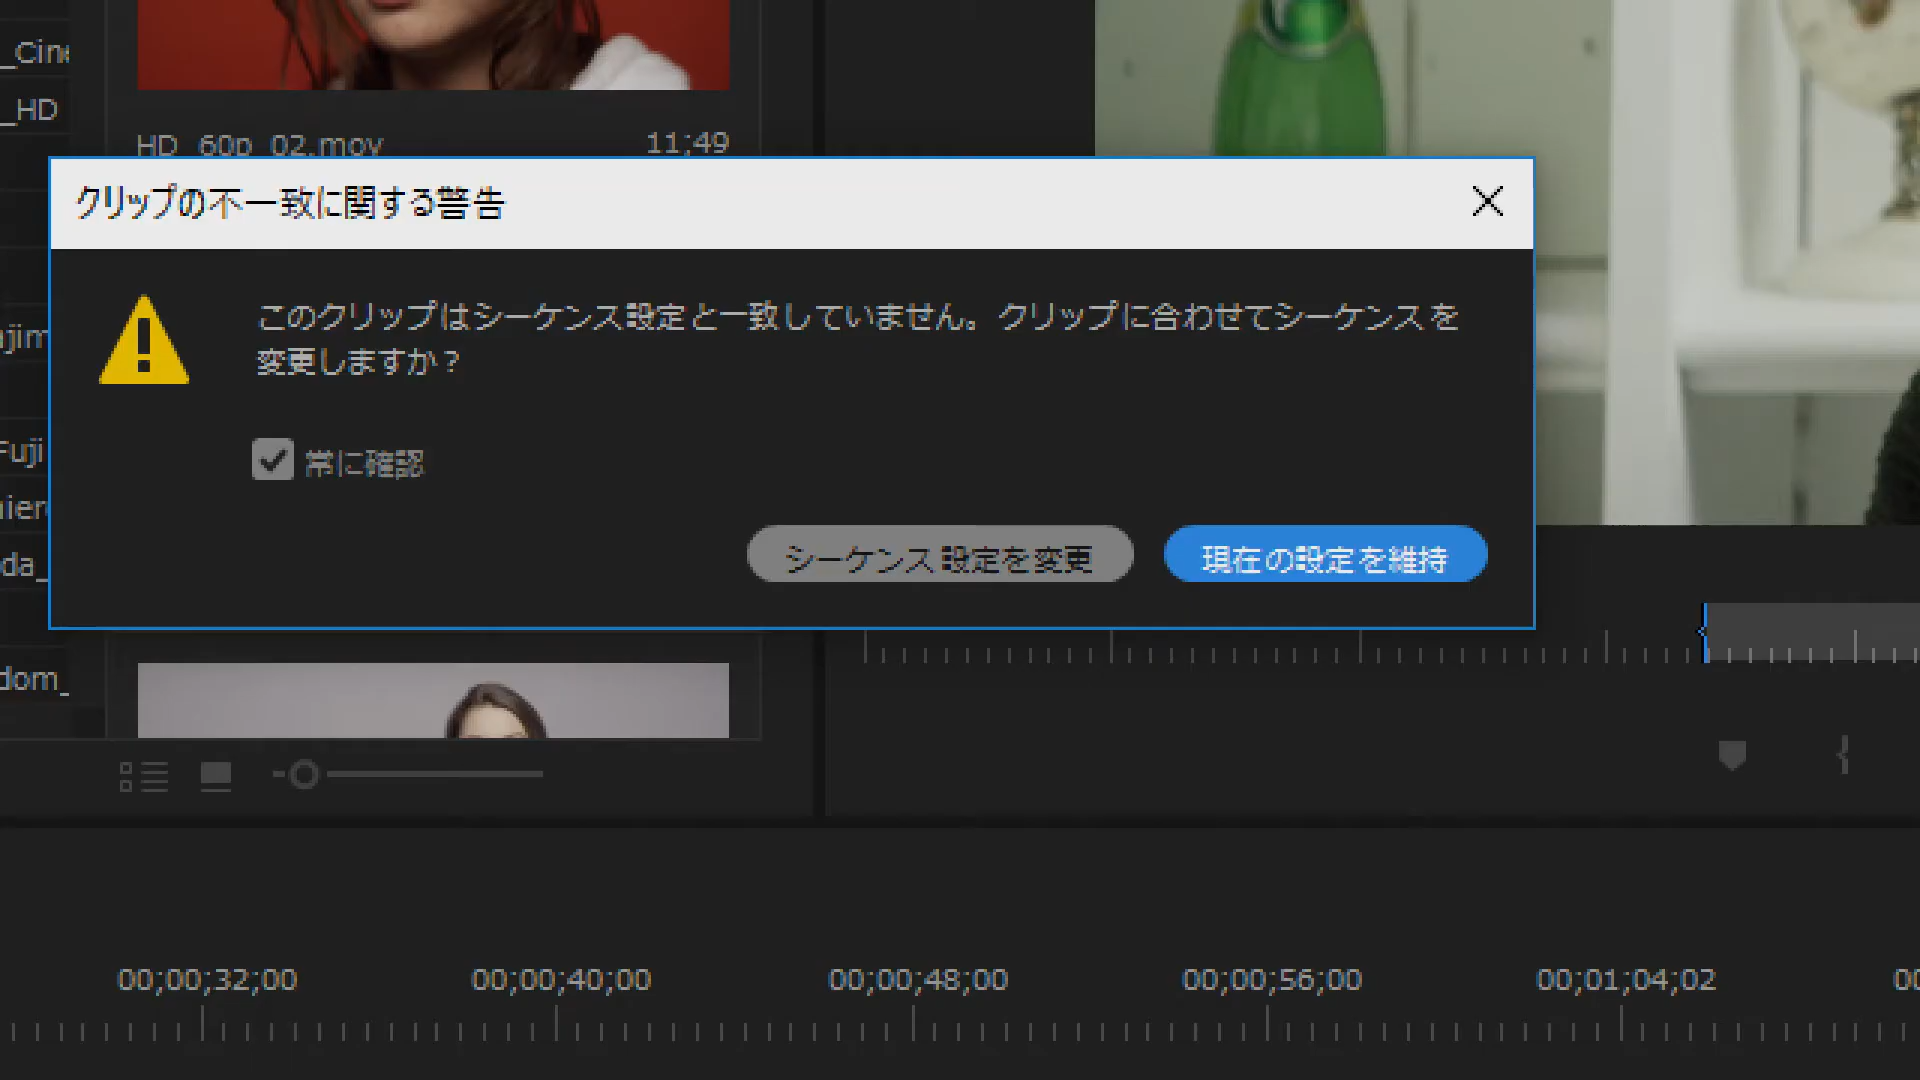 _Cine
_HD
HD_60p_02.mov 11;49
クリップの不一致に関する警告
このクリップはシーケンス設定と一致していません。クリップに合わせてシーケンスを
変更しますか？
ajim
常に確認
Fuji
シーケンス設定を変更 現在の設定を維持
da_
dom_
00;00;32;00 00;00;40;00 00;00;48;00 00;00;56;00 00;01;04;02